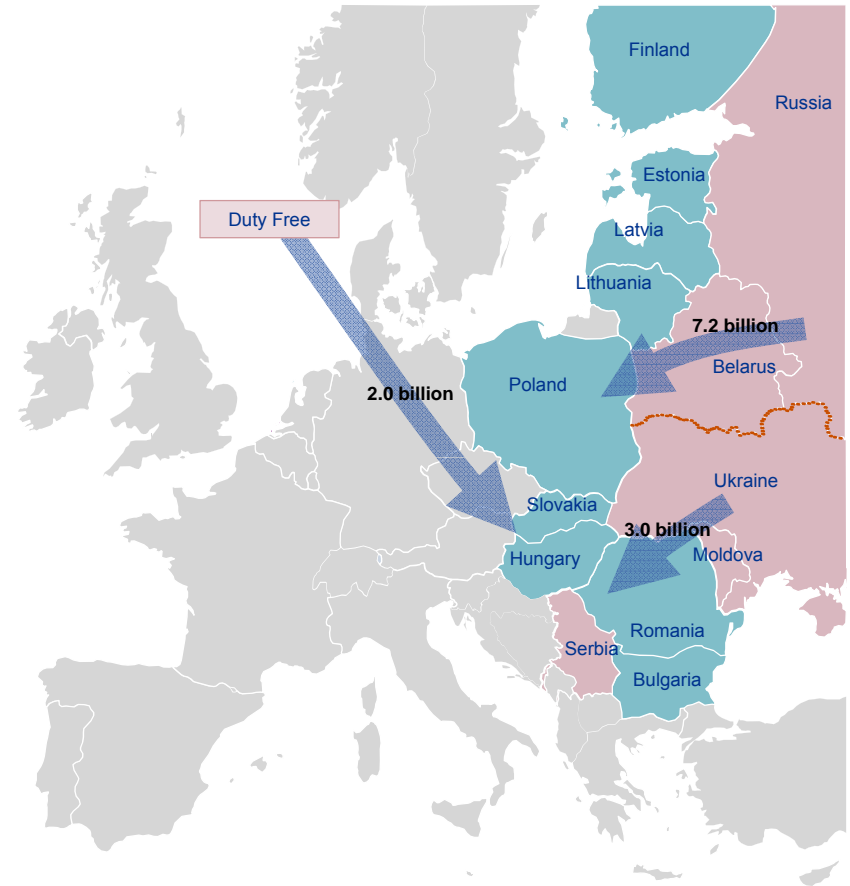 Finland
Russia
Estonia
Duty Free
Latvia
Lithuania
7.2 billion
Belarus
Poland
2.0 billion
Ukraine
Slovakia
3.0 billion
Hungary
Moldova
Romania
Serbia
Bulgaria